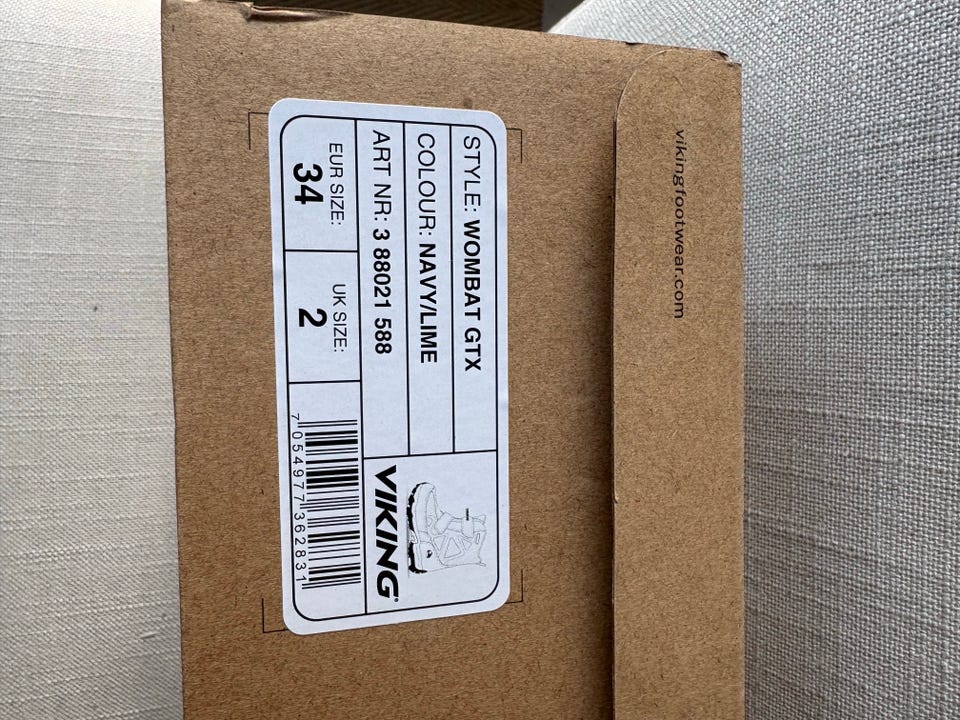 vikingfootwear.com
STYLE: WOMBAT GTX
COLOUR: NAVY/LIME
ART NR: 3 88021 588
VIKING
EUR SIZE:
34
UK SIZE:
2
7 054977 362831